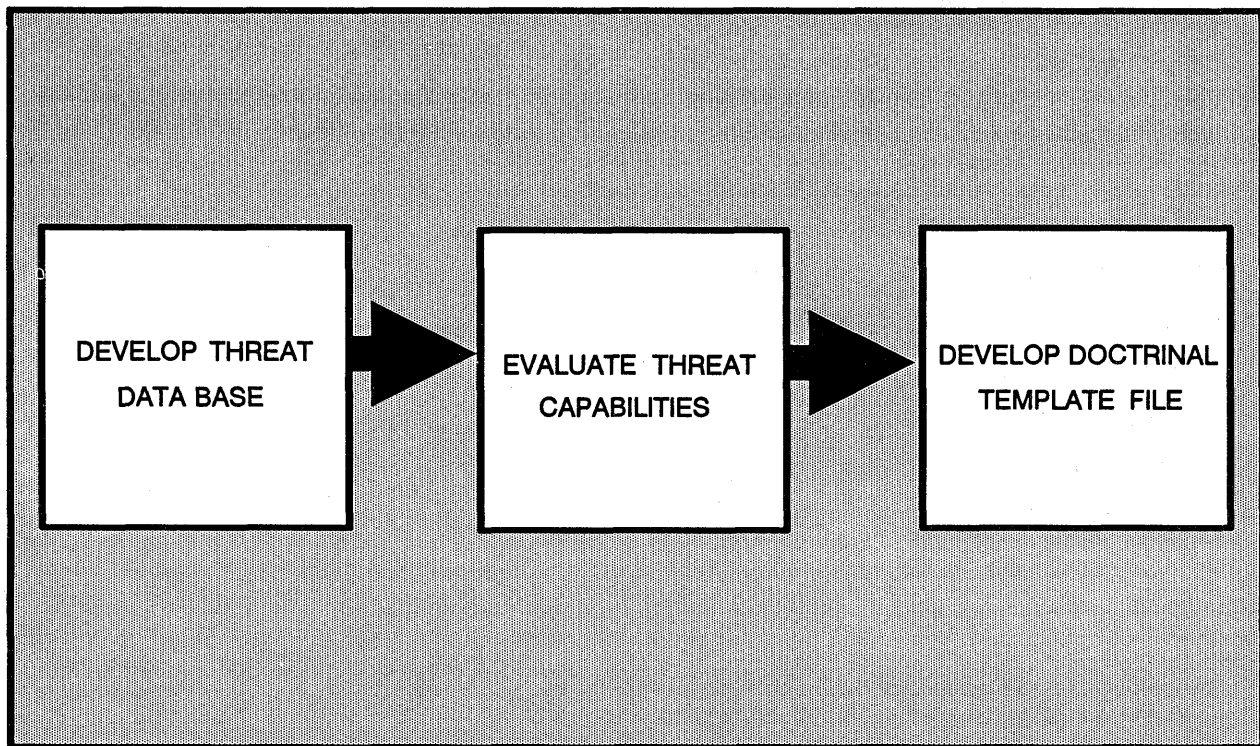 DEVELOP THREAT
DATA BASE
EVALUATE THREAT
CAPABILITIES
DEVELOP DOCTRINAL
TEMPLATE FILE